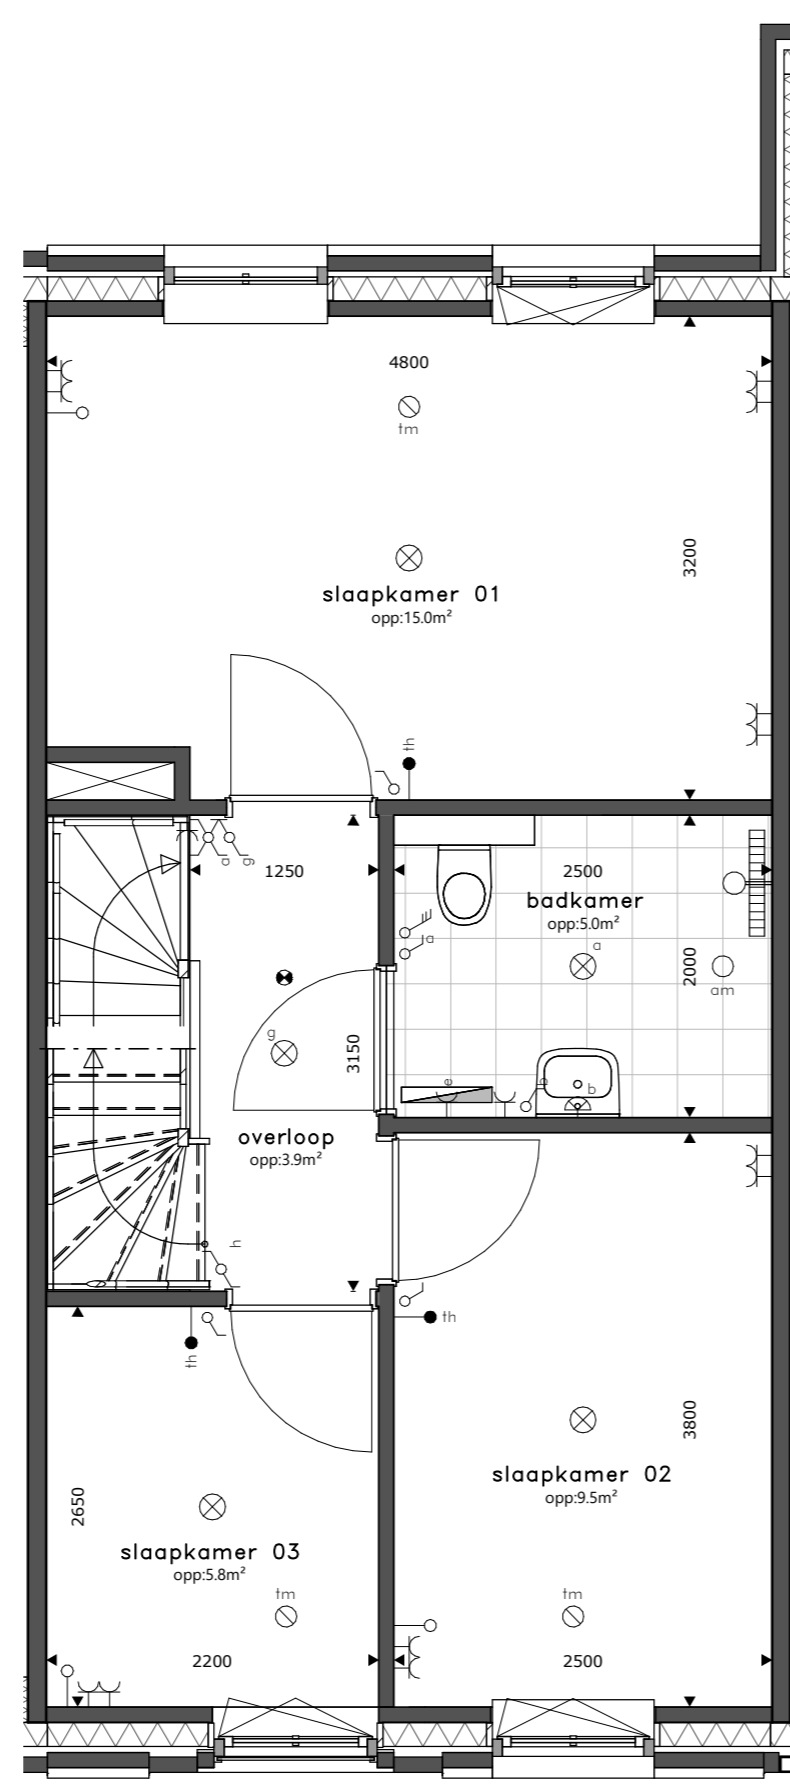 4800
tm
3200
slaapkamer 01
opp:15.0m²
th
a
g
1250
2500
badkamer
opp:5.0m²
a
a
2000
am
g
3150
e
b
b
overloop
opp:3.9m²
h
th
th
3800
slaapkamer 02
opp:9.5m²
2650
slaapkamer 03
opp:5.8m²
tm
tm
2200
2500